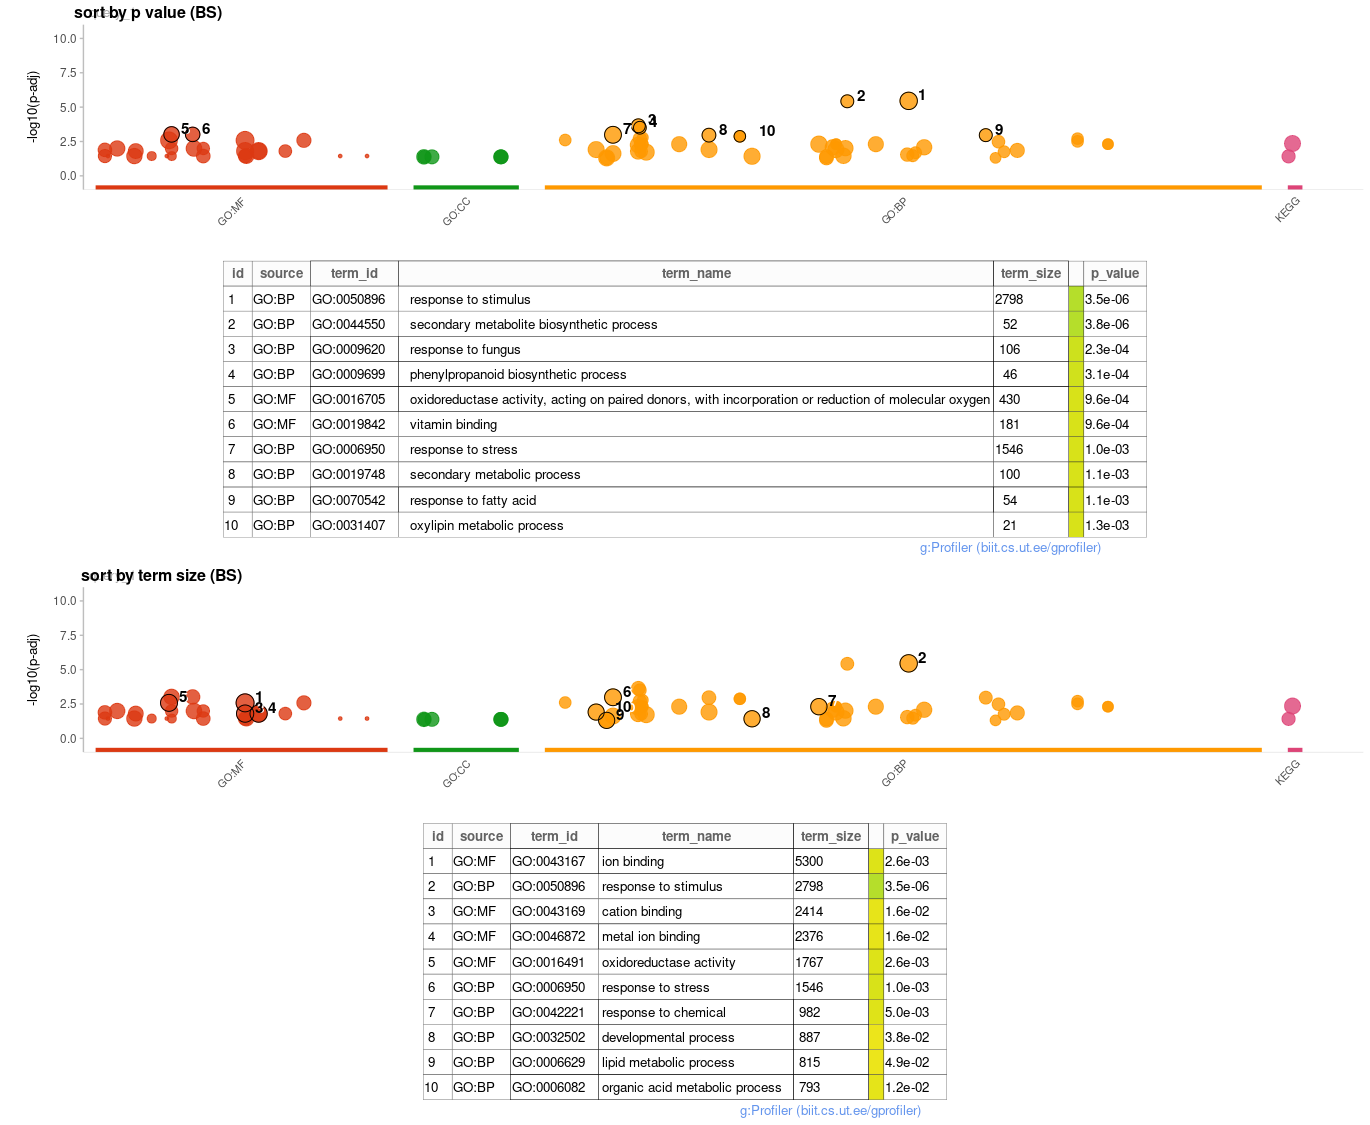 sort by p value (BS)
10.0
7.5
5.0
2.5
0.0
-log10(p-adj)
5 6 7 3 4 8 10 2 1 9
GO:MF GO:CC GO:BP KEGG
id source term_id term_name term_size p_value
1 GO:BP GO:0050896 response to stimulus 2798 3.5e-06
2 GO:BP GO:0044550 secondary metabolite biosynthetic process 52 3.8e-06
3 GO:BP GO:0009620 response to fungus 106 2.3e-04
4 GO:BP GO:0009699 phenylpropanoid biosynthetic process 46 3.1e-04
5 GO:MF GO:0016705 oxidoreductase activity, acting on paired donors, with incorporation or reduction of molecular oxygen 430 9.6e-04
6 GO:MF GO:0019842 vitamin binding 181 9.6e-04
7 GO:BP GO:0006950 response to stress 1546 1.0e-03
8 GO:BP GO:0019748 secondary metabolic process 100 1.1e-03
9 GO:BP GO:0070542 response to fatty acid 54 1.1e-03
10 GO:BP GO:0031407 oxylipin metabolic process 21 1.3e-03
g:Profiler (biit.cs.ut.ee/gprofiler)
sort by term size (BS)
10.0
7.5
5.0
2.5
0.0
-log10(p-adj)
5 1 3 4 6 10 9 8 7 2
GO:MF GO:CC GO:BP KEGG
id source term_id term_name term_size p_value
1 GO:MF GO:0043167 ion binding 5300 2.6e-03
2 GO:BP GO:0050896 response to stimulus 2798 3.5e-06
3 GO:MF GO:0043169 cation binding 2414 1.6e-02
4 GO:MF GO:0046872 metal ion binding 2376 1.6e-02
5 GO:MF GO:0016491 oxidoreductase activity 1767 2.6e-03
6 GO:BP GO:0006950 response to stress 1546 1.0e-03
7 GO:BP GO:0042221 response to chemical 982 5.0e-03
8 GO:BP GO:0032502 developmental process 887 3.8e-02
9 GO:BP GO:0006629 lipid metabolic process 815 4.9e-02
10 GO:BP GO:0006082 organic acid metabolic process 793 1.2e-02
g:Profiler (biit.cs.ut.ee/gprofiler)